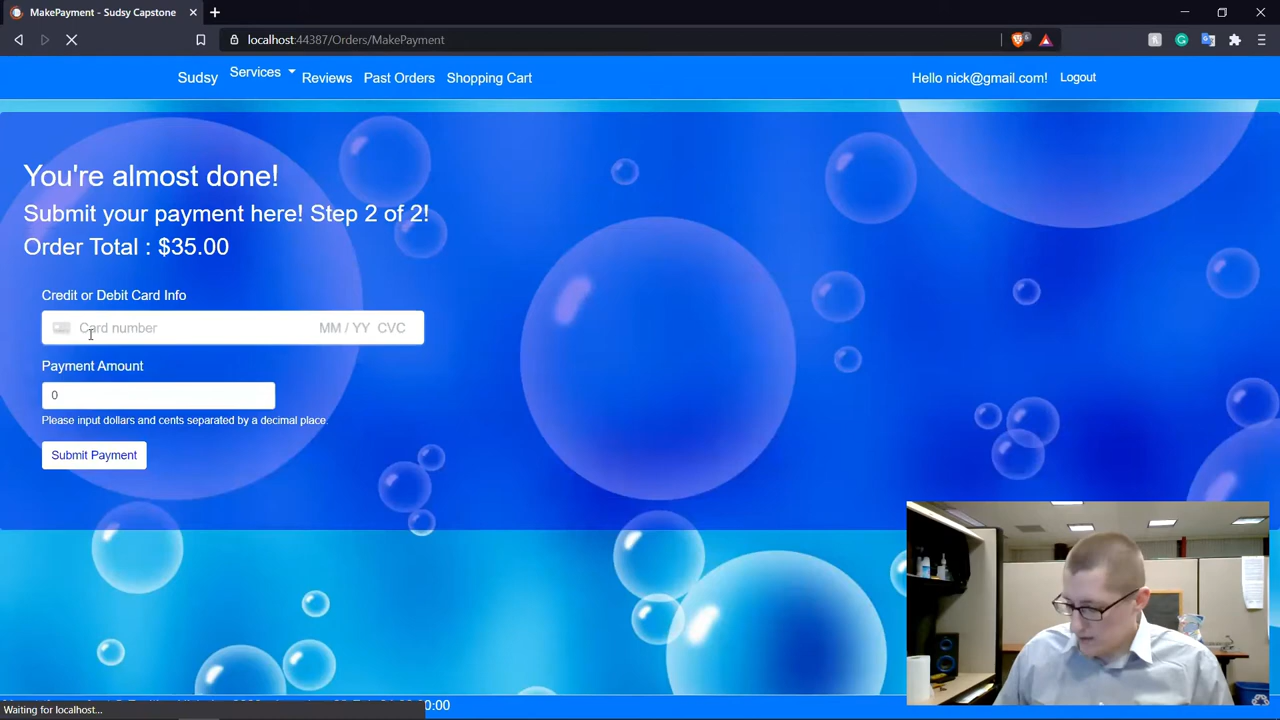 MakePayment - Sudsy Capstone
localhost:44387/Orders/MakePayment
6
Sudsy Services Reviews Past Orders Shopping Cart Hello nick@gmail.com! Logout
You're almost done!
Submit your payment here! Step 2 of 2!
Order Total : $35.00
Credit or Debit Card Info
Card number MM / YY CVC
Payment Amount
0
Please input dollars and cents separated by a decimal place.
Submit Payment
Waiting for localhost...